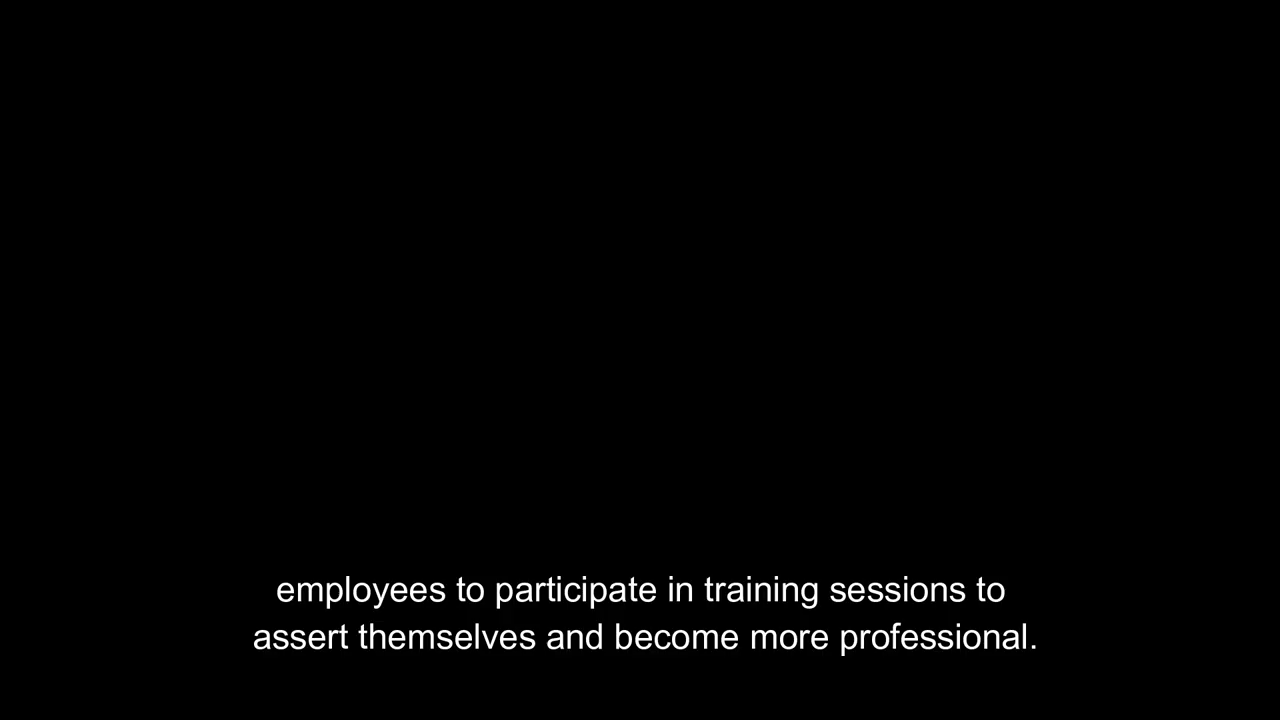 employees to participate in training sessions to
assert themselves and become more professional.